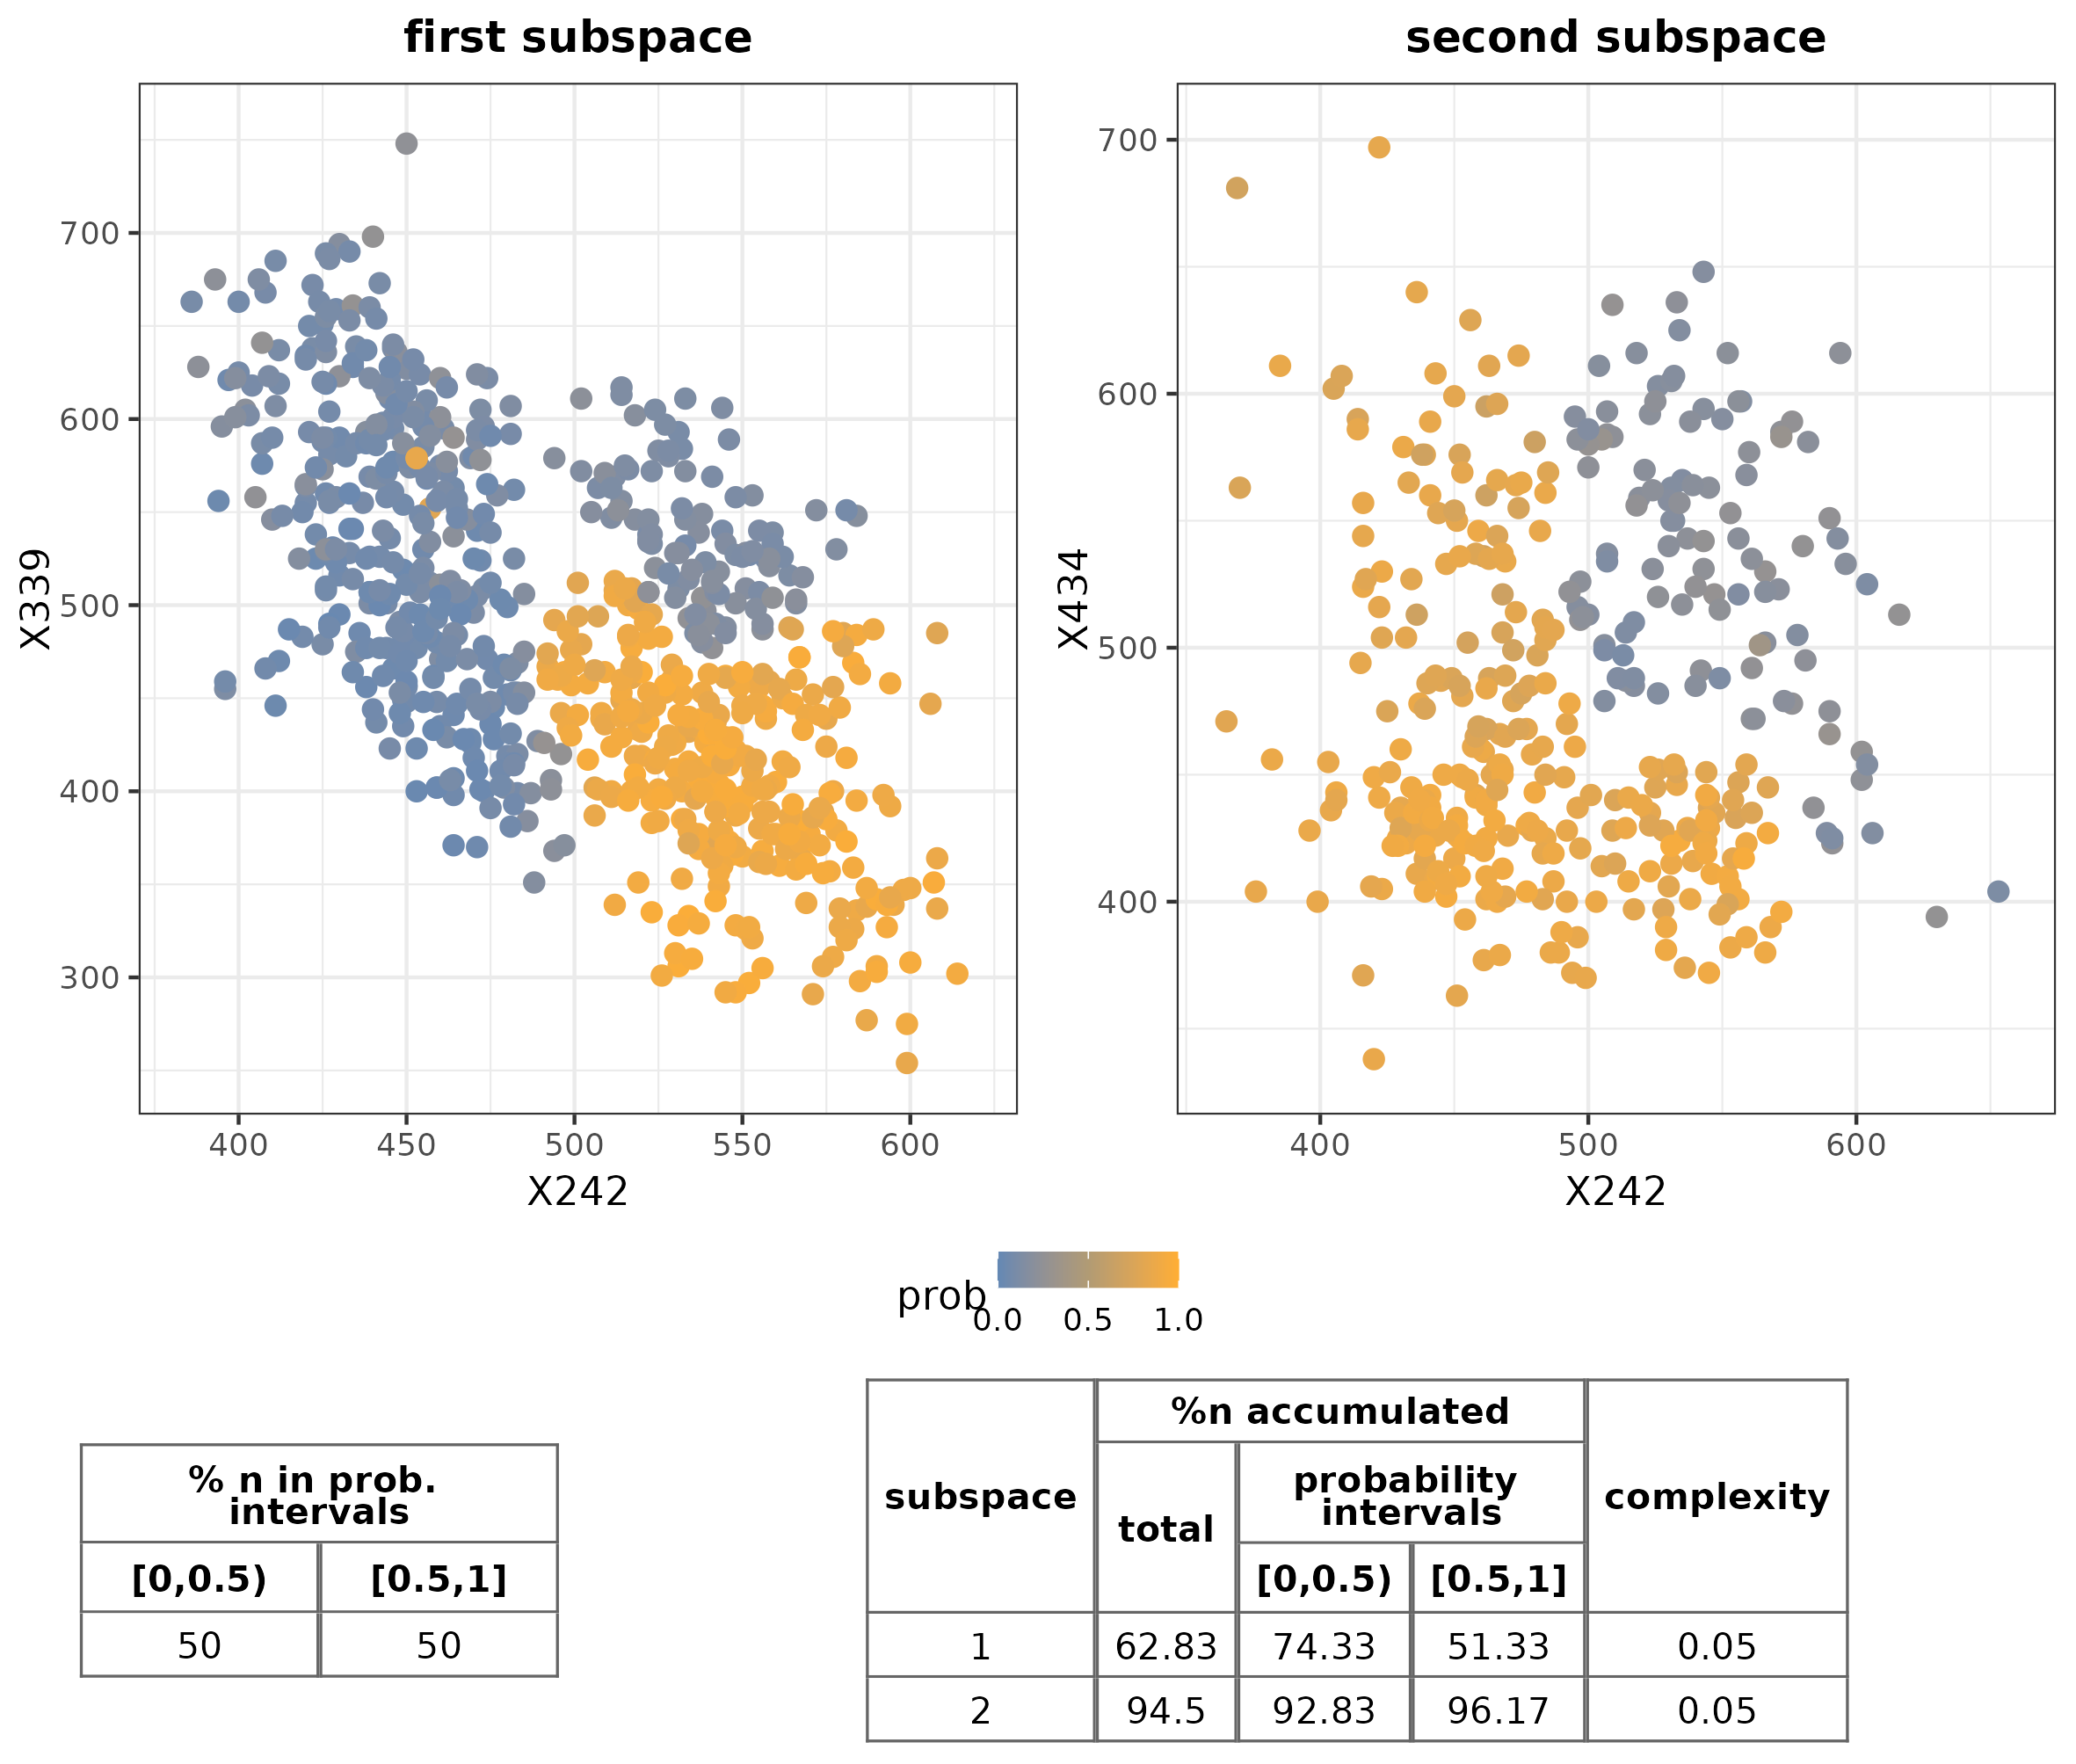 first subspace
second subspace
X339
700
600
500
400
300
400
450
500
550
600
X242
X434
700
600
500
400
400
500
600
X242
prob
0.0
0.5
1.0
% n in prob.
intervals
[0,0.5)
[0.5,1]
50
50
subspace
%n accumulated
complexity
total
probability
intervals
[0,0.5)
[0.5,1]
1
62.83
74.33
51.33
0.05
2
94.5
92.83
96.17
0.05